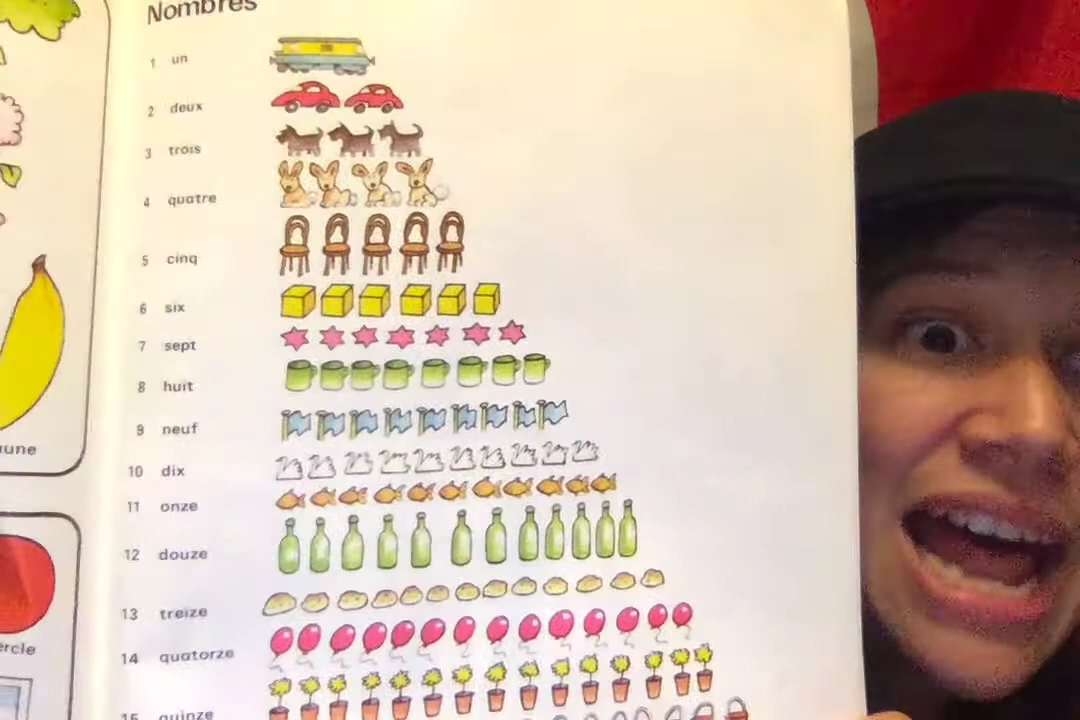 Nombres
1 un
2 deux
3 trois
4 quatre
5 cinq
6 six
7 sept
8 huit
9 neuf
10 dix
11 onze
12 douze
13 treize
14 quatorze
15 quinze
aune
ercle